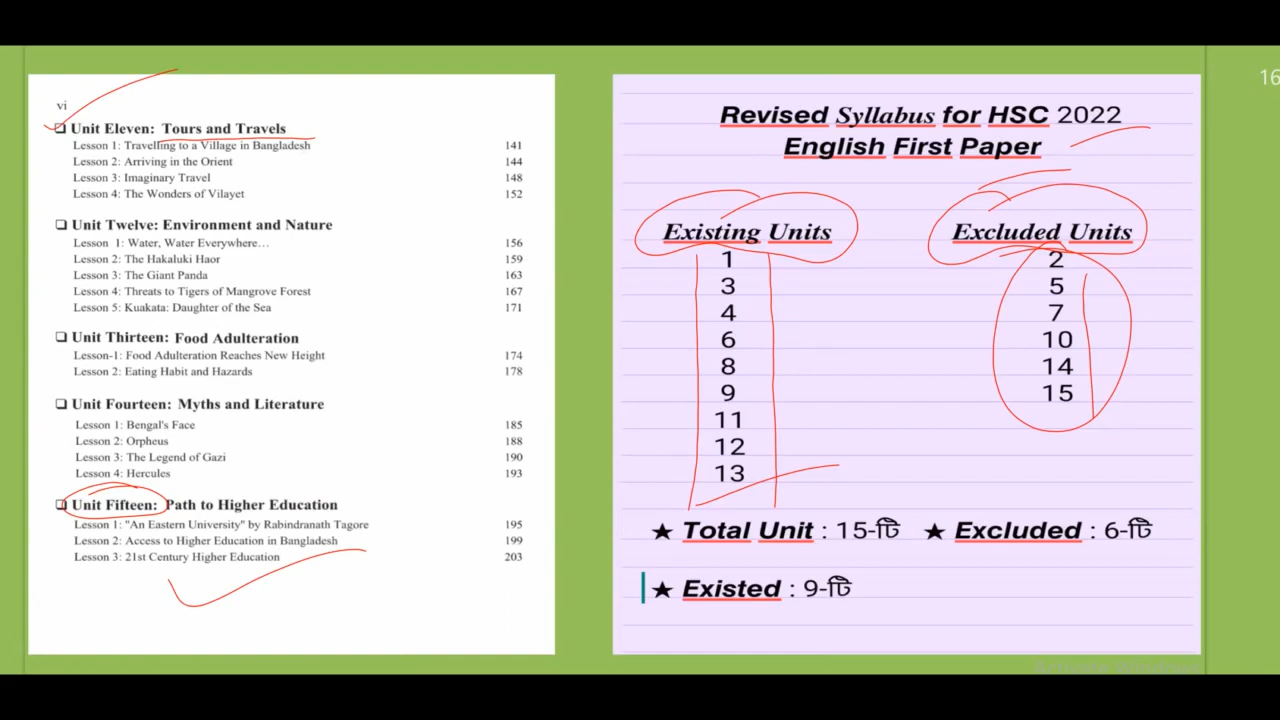 vi
❑ Unit Eleven: Tours and Travels
Lesson 1: Travelling to a Village in Bangladesh 141
Lesson 2: Arriving in the Orient 144
Lesson 3: Imaginary Travel 148
Lesson 4: The Wonders of Vilayet 152
❑ Unit Twelve: Environment and Nature
Lesson 1: Water, Water Everywhere… 156
Lesson 2: The Hakaluki Haor 159
Lesson 3: The Giant Panda 163
Lesson 4: Threats to Tigers of Mangrove Forest 167
Lesson 5: Kuakata: Daughter of the Sea 171
❑ Unit Thirteen: Food Adulteration
Lesson-1: Food Adulteration Reaches New Height 174
Lesson 2: Eating Habit and Hazards 178
❑ Unit Fourteen: Myths and Literature
Lesson 1: Bengal's Face 185
Lesson 2: Orpheus 188
Lesson 3: The Legend of Gazi 190
Lesson 4: Hercules 193
❑ Unit Fifteen: Path to Higher Education
Lesson 1: "An Eastern University" by Rabindranath Tagore 195
Lesson 2: Access to Higher Education in Bangladesh 199
Lesson 3: 21st Century Higher Education 203
Revised Syllabus for HSC 2022
English First Paper
Existing Units
1
3
4
6
8
9
11
12
13
Excluded Units
2
5
7
10
14
15
★ Total Unit : 15-টি ★ Excluded : 6-টি
★ Existed : 9-টি
16